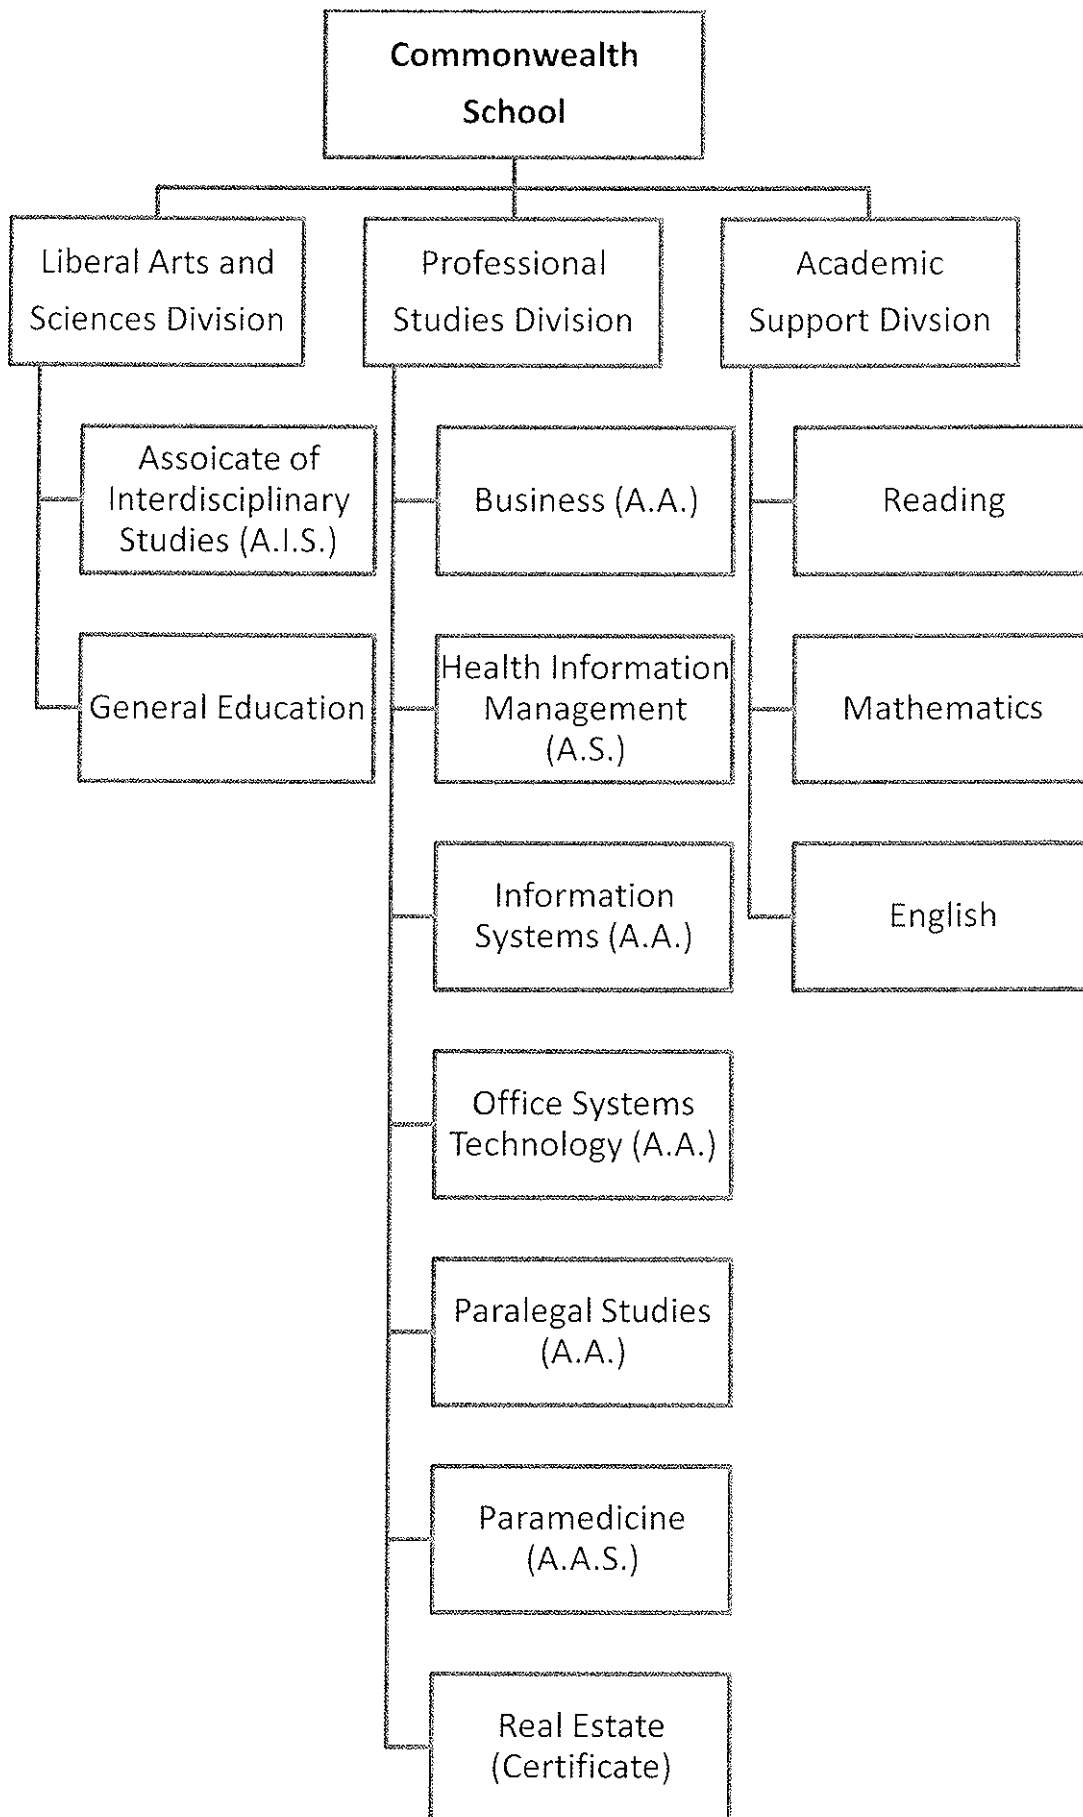 Commonwealth
School
Liberal Arts and
Sciences Division
Professional
Studies Division
Academic
Support Divsion
Assoicate of
Interdisciplinary
Studies (A.I.S.)
General Education
Business (A.A.)
Health Information
Management
(A.S.)
Information
Systems (A.A.)
Office Systems
Technology (A.A.)
Paralegal Studies
(A.A.)
Paramedicine
(A.A.S.)
Real Estate
(Certificate)
Reading
Mathematics
English